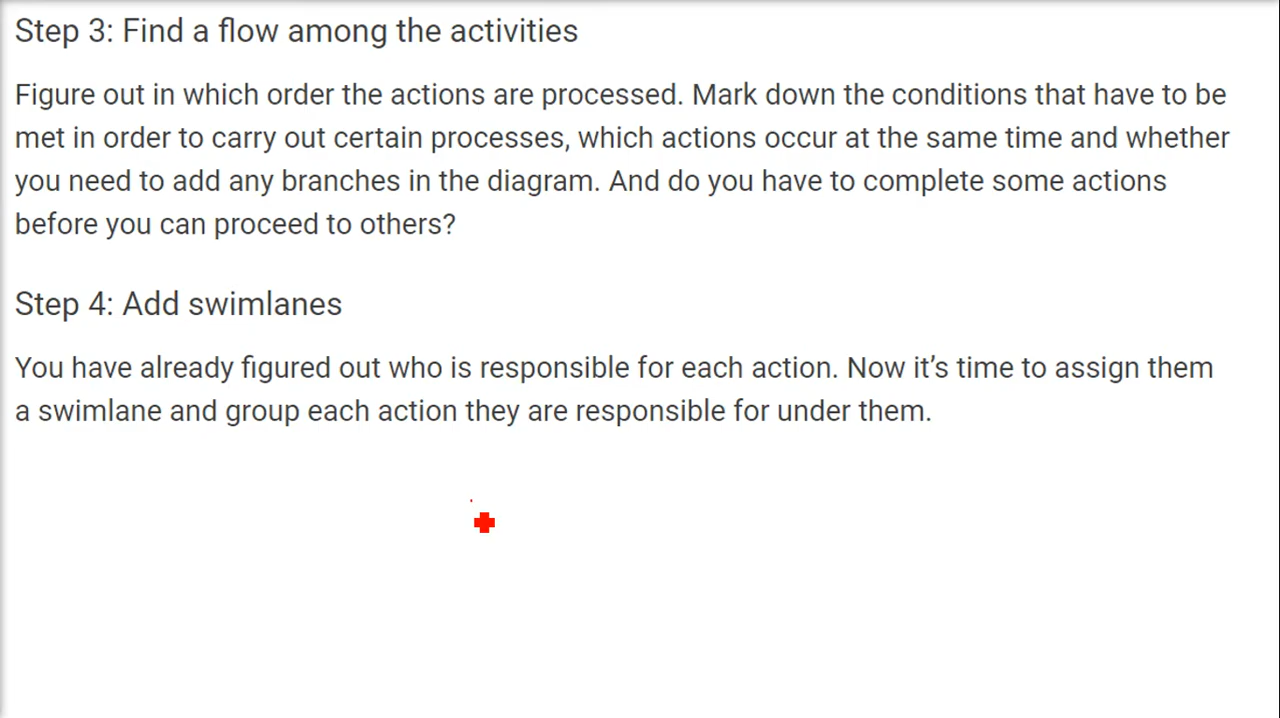 Step 3: Find a flow among the activities
Figure out in which order the actions are processed. Mark down the conditions that have to be
met in order to carry out certain processes, which actions occur at the same time and whether
you need to add any branches in the diagram. And do you have to complete some actions
before you can proceed to others?
Step 4: Add swimlanes
You have already figured out who is responsible for each action. Now it’s time to assign them
a swimlane and group each action they are responsible for under them.